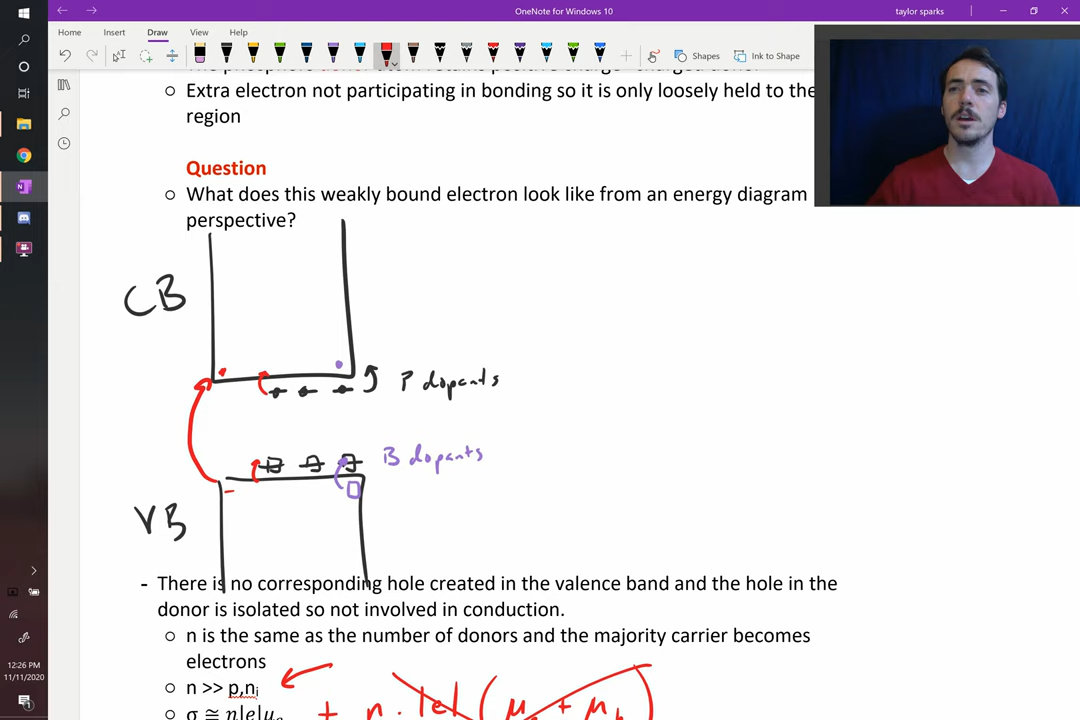 OneNote for Windows 10
taylor sparks
Home
Insert
Draw
View
Help
Shapes
Ink to Shape
Extra electron not participating in bonding so it is only loosely held to the
region
Question
What does this weakly bound electron look like from an energy diagram
perspective?
CB
P dopants
B dopants
VB
- There is no corresponding hole created in the valence band and the hole in the
donor is isolated so not involved in conduction.
n is the same as the number of donors and the majority carrier becomes
electrons
n >> p,nᵢ
σ ≅ n|e|μₑ + n·|e|(μₑ + μₕ)
12:26 PM
11/11/2020